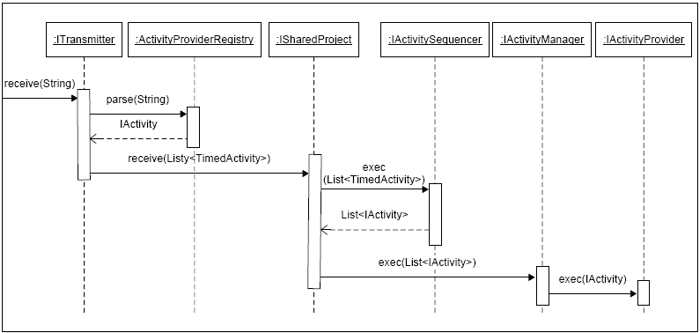 :ITransmitter
:ActivityProviderRegistry
:ISharedProject
:IActivitySequencer
:IActivityManager
:IActivityProvider
receive(String)
parse(String)
IActivity
receive(Listy<TimedActivity>)
exec
(List<TimedActivity>)
List<IActivity>
exec(List<IActivity>)
exec(IActivity)